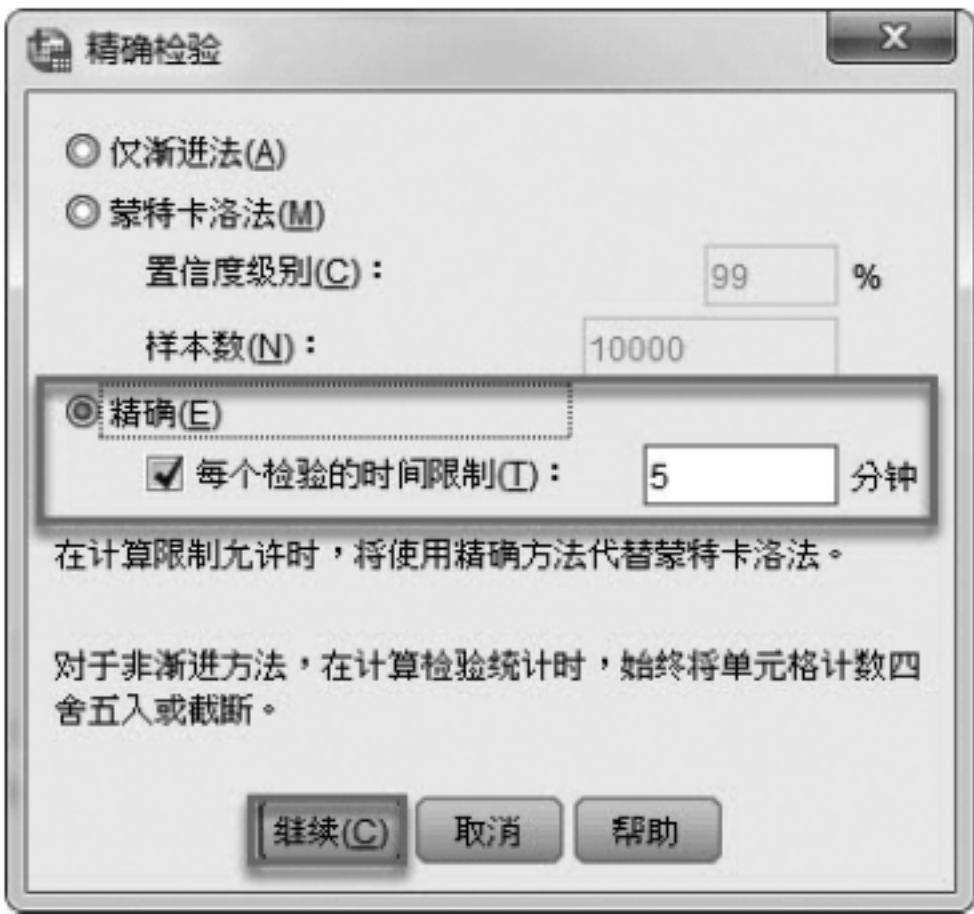 精确检验
仅渐进法(A)
蒙特卡洛法(M)
置信度级别(C)：
99 %
样本数(N)：
10000
精确(E)
每个检验的时间限制(T)： 5 分钟
在计算限制允许时，将使用精确方法代替蒙特卡洛法。
对于非渐进方法，在计算检验统计时，始终将单元格计数四
舍五入或截断。
继续(C) 取消 帮助